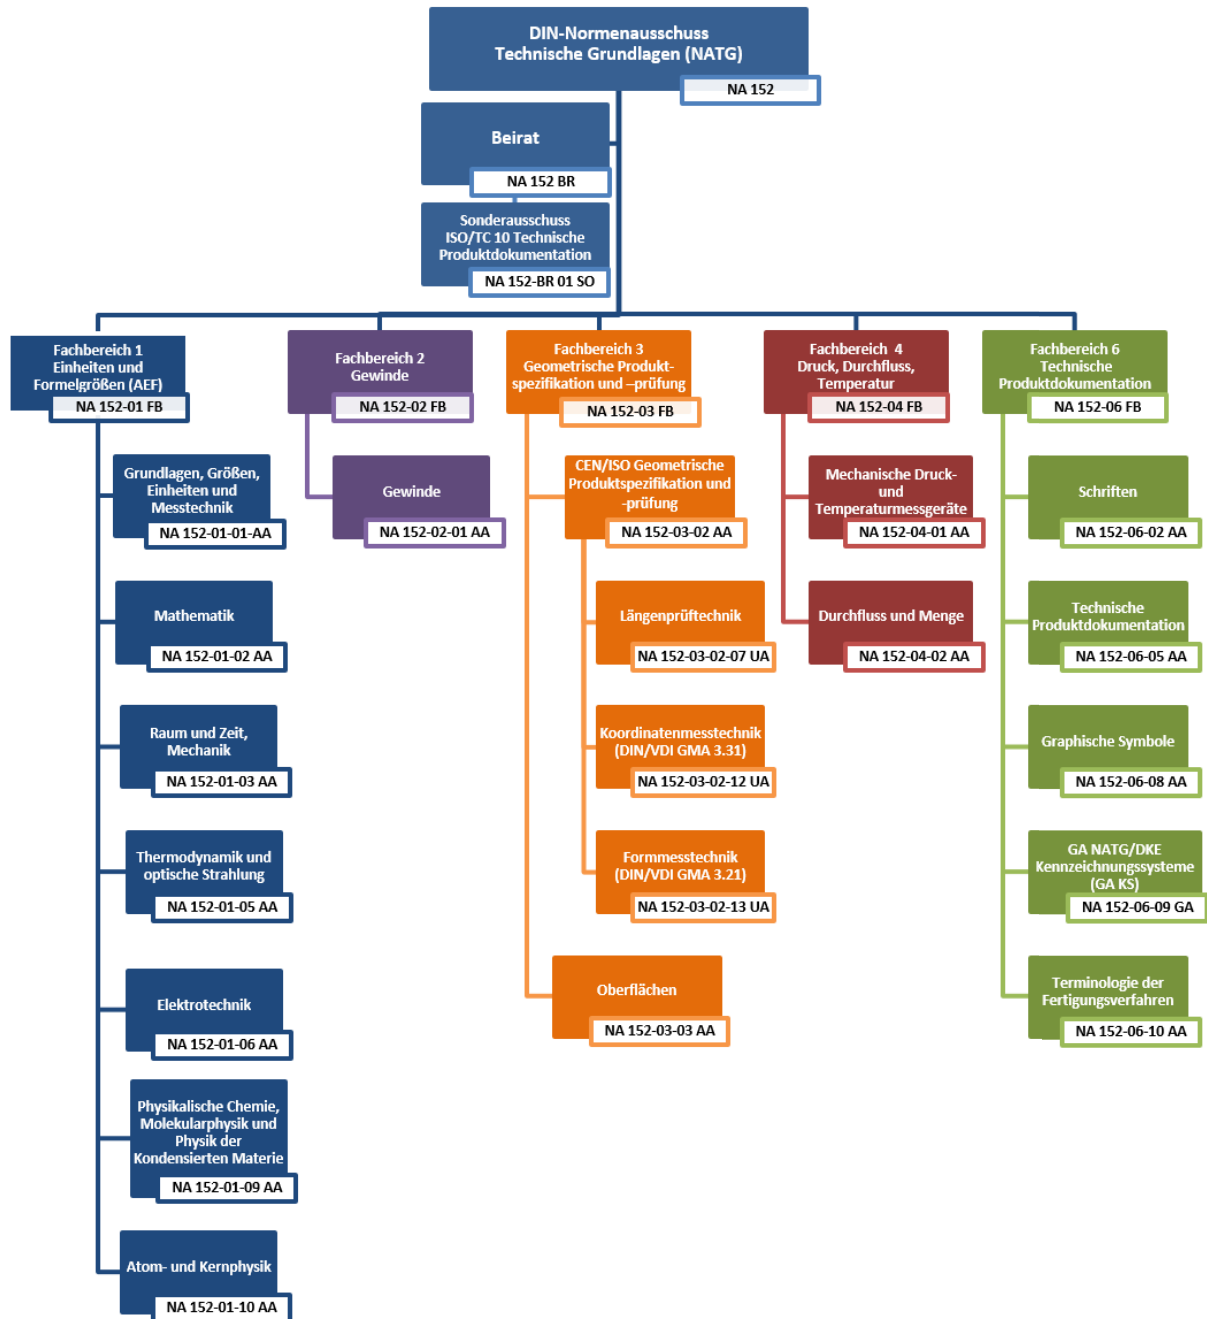 DIN-Normenausschuss
Technische Grundlagen (NATG)
NA 152
Beirat
NA 152 BR
Sonderausschuss
ISO/TC 10 Technische
Produktdokumentation
NA 152-BR 01 SO
Fachbereich 1
Einheiten und
Formelgrößen (AEF)
NA 152-01 FB
Grundlagen, Größen,
Einheiten und
Messtechnik
NA 152-01-01-AA
Mathematik
NA 152-01-02 AA
Raum und Zeit,
Mechanik
NA 152-01-03 AA
Thermodynamik und
optische Strahlung
NA 152-01-05 AA
Elektrotechnik
NA 152-01-06 AA
Physikalische Chemie,
Molekularphysik und
Physik der
Kondensierten Materie
NA 152-01-09 AA
Atom- und Kernphysik
NA 152-01-10 AA
Fachbereich 2
Gewinde
NA 152-02 FB
Gewinde
NA 152-02-01 AA
Fachbereich 3
Geometrische Produkt-
spezifikation und –prüfung
NA 152-03 FB
CEN/ISO Geometrische
Produktspezifikation und
-prüfung
NA 152-03-02 AA
Längenprüftechnik
NA 152-03-02-07 UA
Koordinatenmesstechnik
(DIN/VDI GMA 3.31)
NA 152-03-02-12 UA
Formmesstechnik
(DIN/VDI GMA 3.21)
NA 152-03-02-13 UA
Oberflächen
NA 152-03-03 AA
Fachbereich 4
Druck, Durchfluss,
Temperatur
NA 152-04 FB
Mechanische Druck-
und
Temperaturmessgeräte
NA 152-04-01 AA
Durchfluss und Menge
NA 152-04-02 AA
Fachbereich 6
Technische
Produktdokumentation
NA 152-06 FB
Schriften
NA 152-06-02 AA
Technische
Produktdokumentation
NA 152-06-05 AA
Graphische Symbole
NA 152-06-08 AA
GA NATG/DKE
Kennzeichnungssysteme
(GA KS)
NA 152-06-09 GA
Terminologie der
Fertigungsverfahren
NA 152-06-10 AA